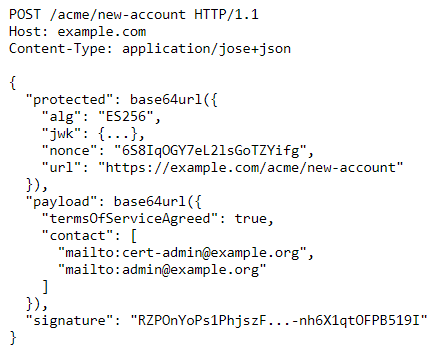 POST /acme/new-account HTTP/1.1
Host: example.com
Content-Type: application/jose+json

{
  "protected": base64url({
    "alg": "ES256",
    "jwk": {...},
    "nonce": "6S8IqOGY7eL2lsGoTZYifg",
    "url": "https://example.com/acme/new-account"
  }),
  "payload": base64url({
    "termsOfServiceAgreed": true,
    "contact": [
      "mailto:cert-admin@example.org",
      "mailto:admin@example.org"
    ]
  }),
  "signature": "RZPOnYoPs1PhjszF...-nh6X1qtOFPB519I"
}